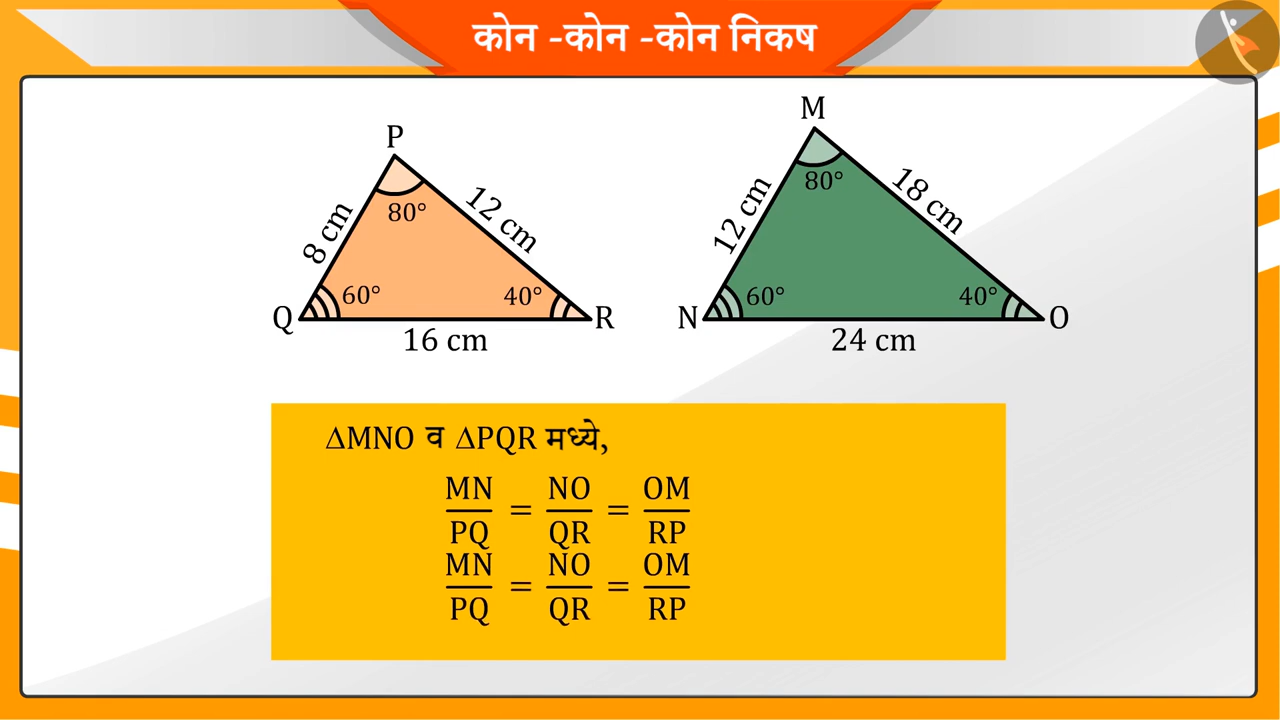 कोन -कोन -कोन निकष
P
8 cm
12 cm
80°
60°
40°
Q
R
16 cm
M
12 cm
18 cm
80°
60°
40°
N
O
24 cm
ΔMNO व ΔPQR मध्ये,
MN/PQ = NO/QR = OM/RP
MN/PQ = NO/QR = OM/RP